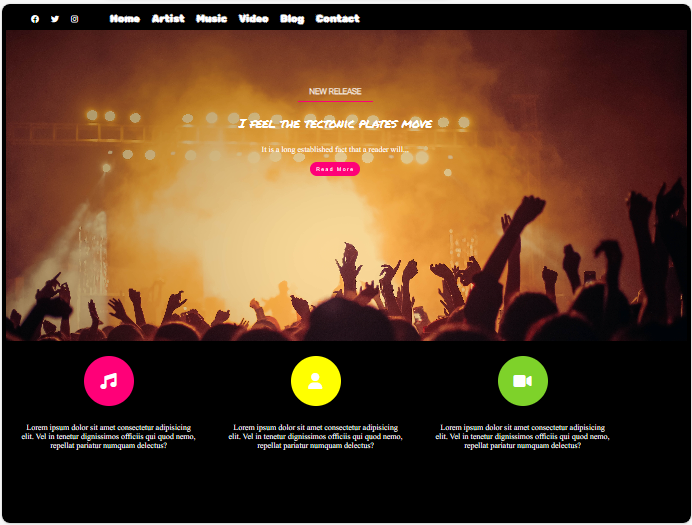 Home Artist Music Video Blog Contact
NEW RELEASE
I FEEL THE TECTONIC PLATES MOVE
It is a long established fact that a reader will...
Read More
Lorem ipsum dolor sit amet consectetur adipisicing
elit. Vel in tenetur dignissimos officiis qui quod nemo,
repellat pariatur numquam delectus?
Lorem ipsum dolor sit amet consectetur adipisicing
elit. Vel in tenetur dignissimos officiis qui quod nemo,
repellat pariatur numquam delectus?
Lorem ipsum dolor sit amet consectetur adipisicing
elit. Vel in tenetur dignissimos officiis qui quod nemo,
repellat pariatur numquam delectus?